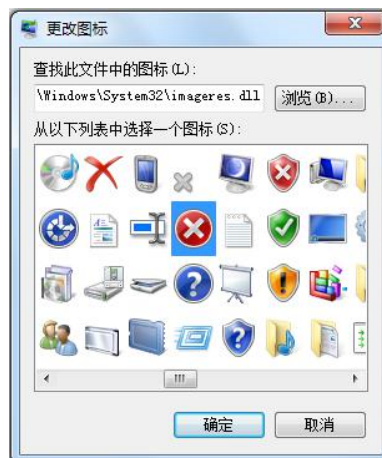 更改图标
查找此文件中的图标(L):
\Windows\System32\imageres.dll
浏览(B)...
从以下列表中选择一个图标(S):
确定
取消